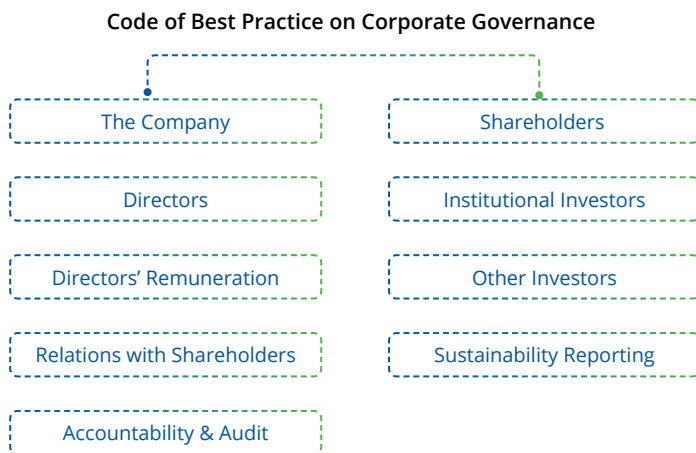 Code of Best Practice on Corporate Governance
The Company
Directors
Directors’ Remuneration
Relations with Shareholders
Accountability & Audit
Shareholders
Institutional Investors
Other Investors
Sustainability Reporting